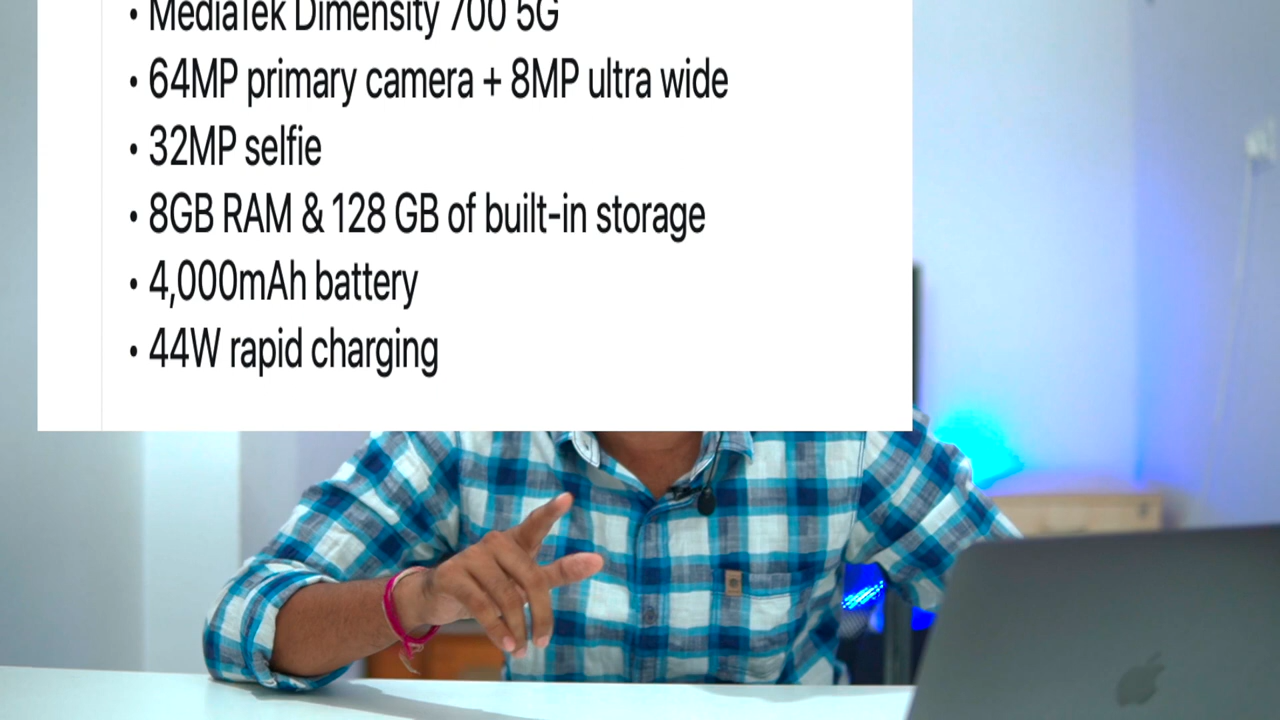 • MediaTek Dimensity 700 5G
• 64MP primary camera + 8MP ultra wide
• 32MP selfie
• 8GB RAM & 128 GB of built-in storage
• 4,000mAh battery
• 44W rapid charging